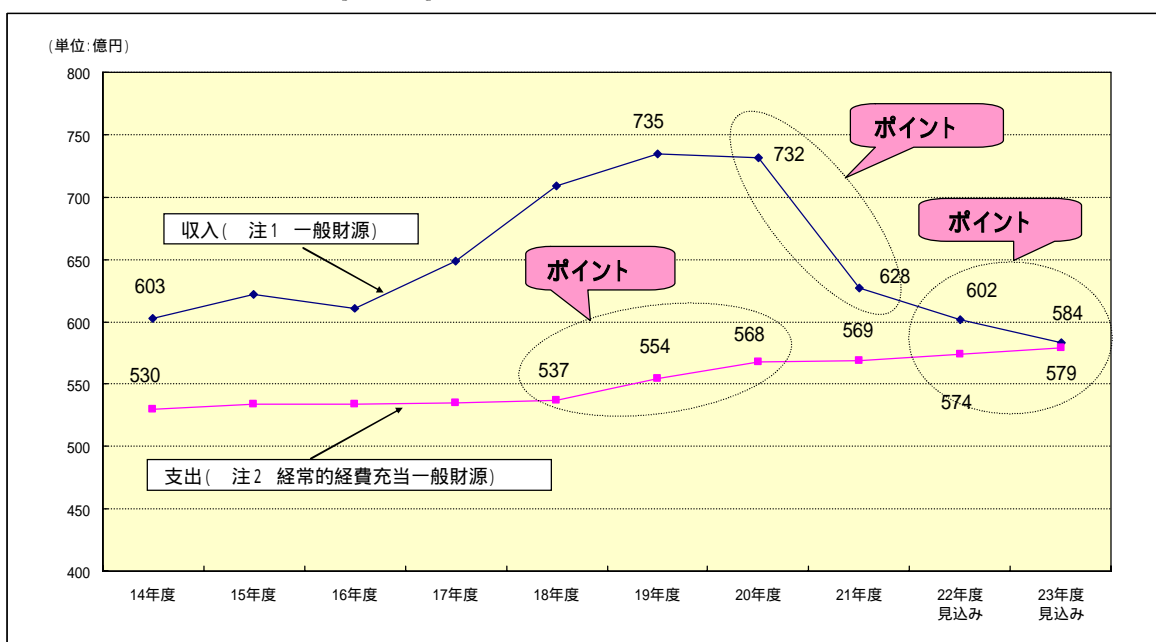 (単位:億円)
800
750
700
650
600
550
500
450
400
735
732
ポイント
ポイント
収入( 注1 一般財源)
ポイント
603
628
602
584
530
537
554
568
569
574
579
支出( 注2 経常的経費充当一般財源)
14年度
15年度
16年度
17年度
18年度
19年度
20年度
21年度
22年度
見込み
23年度
見込み